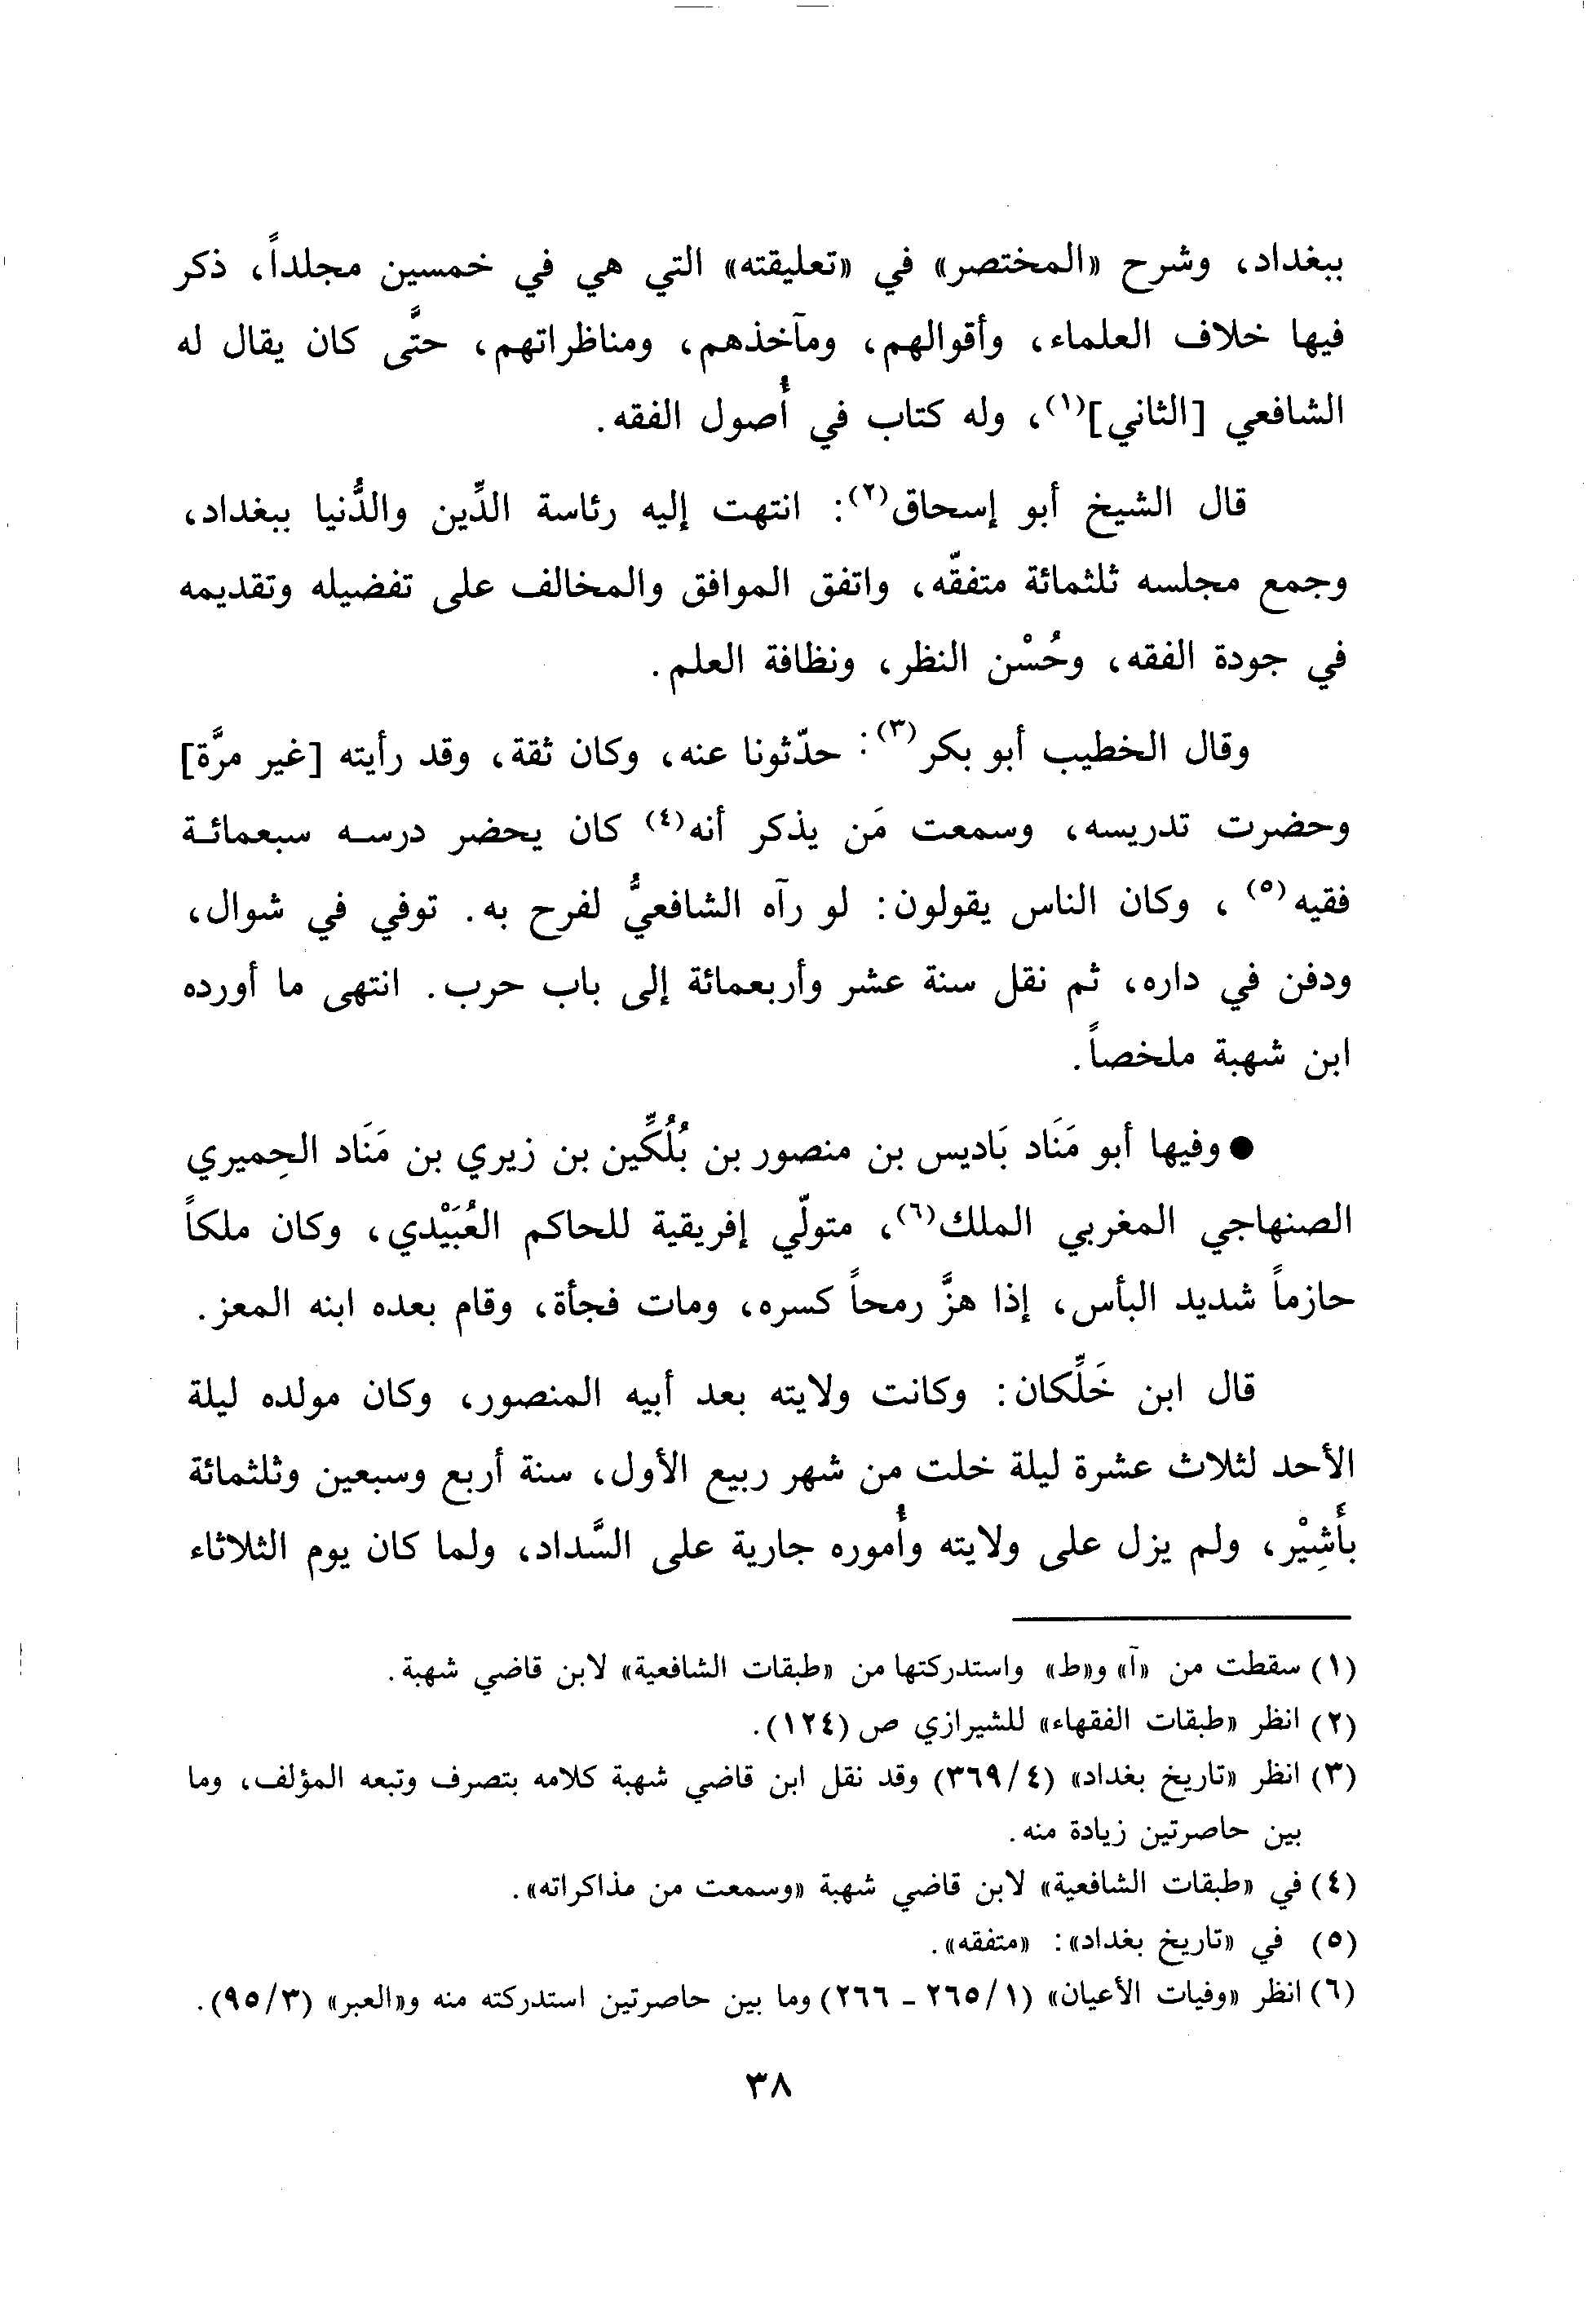 ببغداد، وشرح «المختصر» في «تعليقته» التي هي في خمسين مجلداً، ذكر
فيها خلاف العلماء، وأقوالهم، ومآخذهم، ومناظراتهم، حتَّى كان يقال له
الشافعي [الثاني](١)، وله كتاب في أُصول الفقه.
قال الشيخ أبو إسحاق(٢): انتهت إليه رئاسة الدِّين والدُّنيا ببغداد،
وجمع مجلسه ثلثمائة متفقّه، واتفق الموافق والمخالف على تفضيله وتقديمه
في جودة الفقه، وحُسْن النظر، ونظافة العلم.
وقال الخطيب أبو بكر(٣): حدّثونا عنه، وكان ثقة، وقد رأيته [غير مرَّة]
وحضرت تدريسه، وسمعت مَن يذكر أنه(٤) كان يحضر درسـه سبعمائـة
فقيه(٥)، وكان الناس يقولون: لو رآه الشافعيُّ لفرح به. توفي في شوال،
ودفن في داره، ثم نقل سنة عشر وأربعمائة إلى باب حرب. انتهى ما أورده
ابن شهبة ملخصاً.
● وفيها أبو مَنَاد بَاديس بن منصور بن بُلُكِّين بن زيري بن مَنَاد الحِميري
الصنهاجي المغربي الملك(٦)، متولّي إفريقية للحاكم العُبَيْدي، وكان ملكاً
حازماً شديد البأس، إذا هزَّ رمحاً كسره، ومات فجأة، وقام بعده ابنه المعز.
قال ابن خَلِّكان: وكانت ولايته بعد أبيه المنصور، وكان مولده ليلة
الأحد لثلاث عشرة ليلة خلت من شهر ربيع الأول، سنة أربع وسبعين وثلثمائة
بأَشِيْر، ولم يزل على ولايته وأُموره جارية على السَّداد، ولما كان يوم الثلاثاء
(١) سقطت من «آ» و«ط» واستدركتها من «طبقات الشافعية» لابن قاضي شهبة.
(٢) انظر «طبقات الفقهاء» للشيرازي ص (١٢٤).
(٣) انظر «تاريخ بغداد» (٣٦٩/٤) وقد نقل ابن قاضي شهبة كلامه بتصرف وتبعه المؤلف، وما
بين حاصرتين زيادة منه.
(٤) في «طبقات الشافعية» لابن قاضي شهبة «وسمعت من مذاكراته».
(٥) في «تاريخ بغداد»: «متفقه».
(٦) انظر «وفيات الأعيان» (٢٦٥/١ - ٢٦٦) وما بين حاصرتين استدركته منه و«العبر» (٩٥/٣).
٣٨